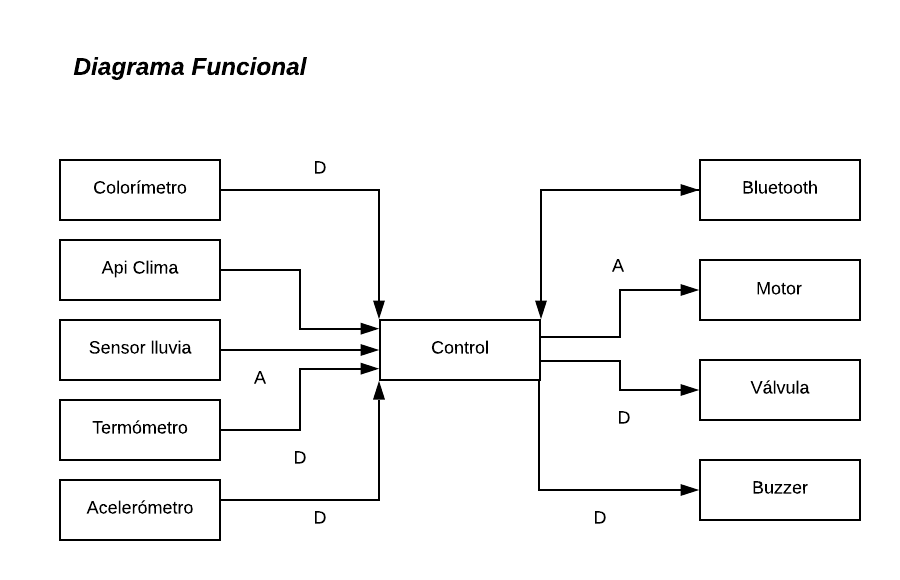 Diagrama Funcional
D
Colorímetro
Bluetooth
Api Clima
A
Motor
Sensor lluvia
Control
A
Válvula
D
Termómetro
D
Buzzer
Acelerómetro
D
D